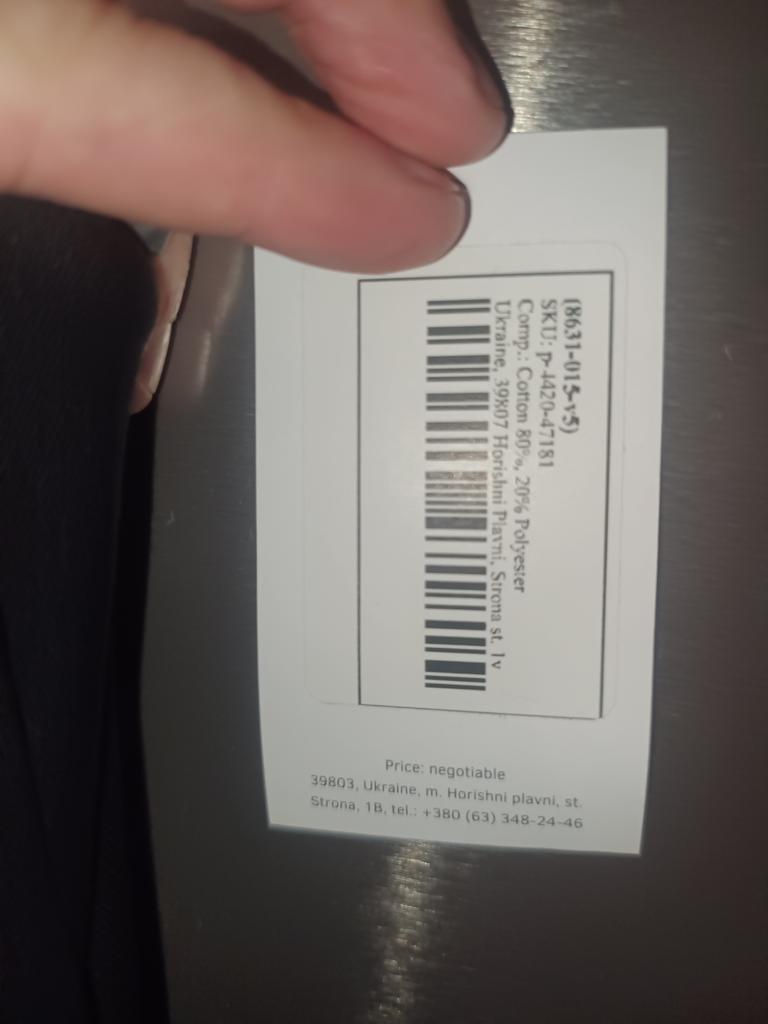 (8631-015-v5)
SKU: p-4420-47181
Comp.: Cotton 80%, 20% Polyester
Ukraine, 39807 Horishni Plavni, Strona st. 1v
Price: negotiable
39803, Ukraine, m. Horishni plavni, st.
Strona, 1B, tel.: +380 (63) 348-24-46